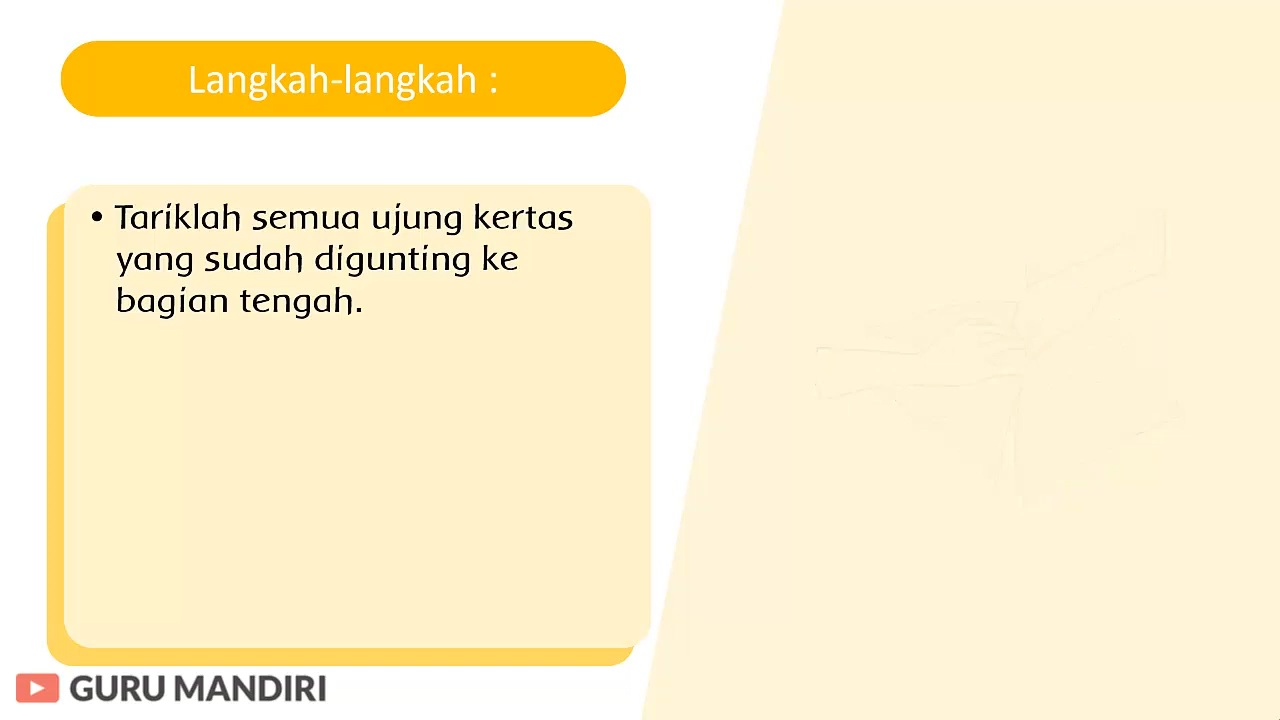 Langkah-langkah :
• Tariklah semua ujung kertas
yang sudah digunting ke
bagian tengah.
GURU MANDIRI